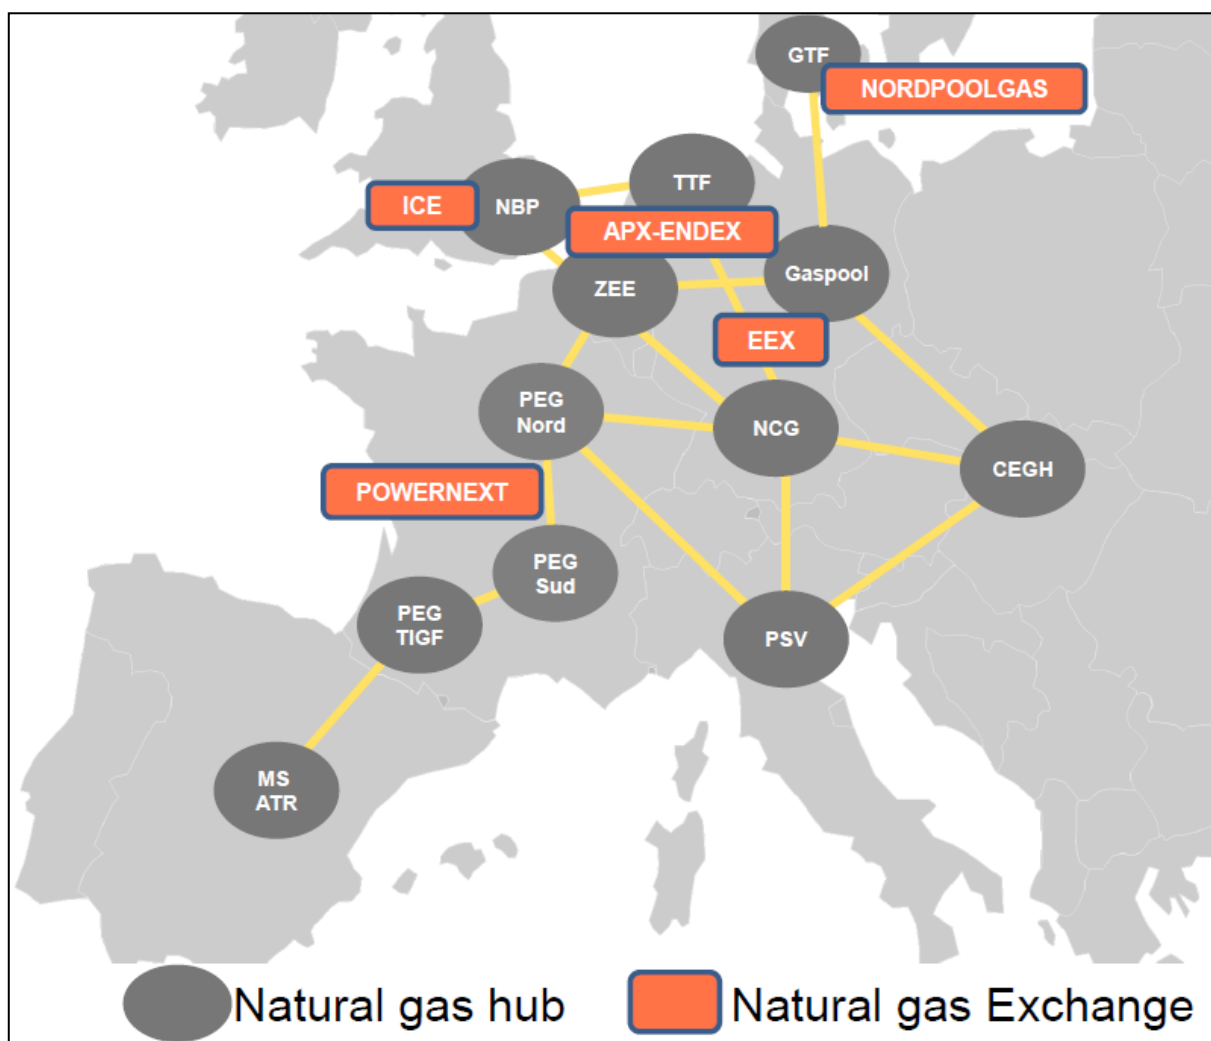 GTF
NORDPOOLGAS
TTF
ICE
NBP
APX-ENDEX
Gaspool
ZEE
EEX
PEG
Nord
NCG
CEGH
POWERNEXT
PEG
Sud
PEG
TIGF
PSV
MS
ATR
Natural gas hub
Natural gas Exchange